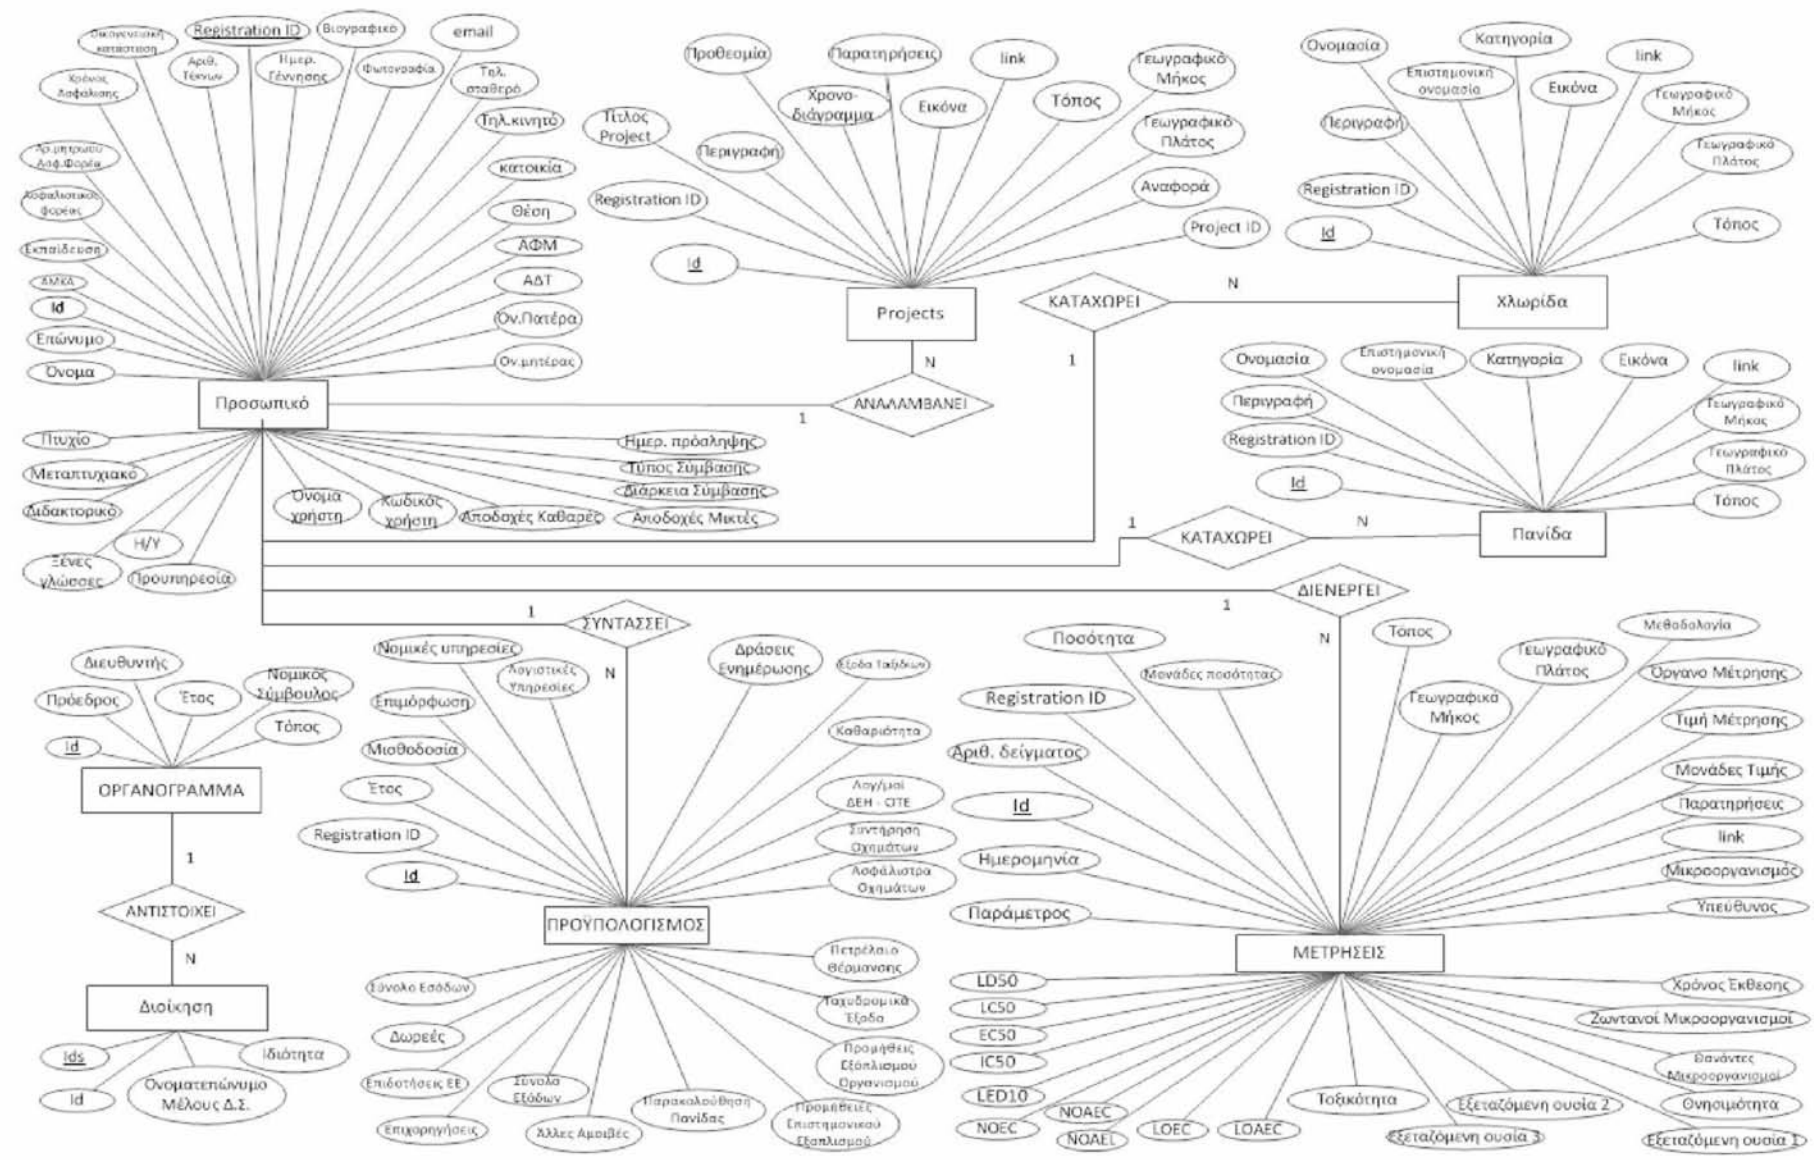 Οικογενειακή
κατάσταση
Registration ID
Βιογραφικό
email
Χρόνος
Ασφάλισης
Αριθ.
Τέκνων
Ημερ.
Γέννησης
Φωτογραφία
Τηλ.
σταθερό
Τηλ.κινητό
Αρ.μητρώου
Ασφ.Φορέα
κατοικία
Ασφαλιστικός
φορέας
Θέση
Εκπαίδευση
ΑΦΜ
ΑΜΚΑ
ΑΔΤ
Id
Ον.Πατέρα
Επώνυμο
Ον.μητέρας
Όνομα
Προσωπικό
Πτυχίο
Μεταπτυχιακό
Διδακτορικό
Η/Υ
Ξένες
γλώσσες
Προυπηρεσία
Όνομα
χρήστη
Κωδικός
χρήστη
Αποδοχές Καθαρές
Ημερ. πρόσληψης
Τύπος Σύμβασης
Διάρκεια Σύμβασης
Αποδοχές Μικτές
Προθεσμία
Παρατηρήσεις
link
Γεωγραφικό
Μήκος
Τίτλος
Project
Χρονο-
διάγραμμα
Εικόνα
Τόπος
Περιγραφή
Γεωγραφικό
Πλάτος
Registration ID
Αναφορά
Id
Project ID
Projects
N
ΑΝΑΛΑΜΒΑΝΕΙ
1
Ονομασία
Κατηγορία
link
Επιστημονική
ονομασία
Εικόνα
Γεωγραφικό
Μήκος
Περιγραφή
Γεωγραφικό
Πλάτος
Registration ID
Id
Τόπος
Χλωρίδα
ΚΑΤΑΧΩΡΕΙ
N
1
Ονομασία
Επιστημονική
ονομασία
Κατηγορία
Εικόνα
link
Περιγραφή
Γεωγραφικό
Μήκος
Registration ID
Γεωγραφικό
Πλάτος
Id
Τόπος
Πανίδα
ΚΑΤΑΧΩΡΕΙ
1
N
ΔΙΕΝΕΡΓΕΙ
1
N
ΣΥΝΤΑΣΣΕΙ
1
N
Διευθυντής
Νομικός
Σύμβουλος
Πρόεδρος
Έτος
Τόπος
Id
ΟΡΓΑΝΟΓΡΑΜΜΑ
1
ΑΝΤΙΣΤΟΙΧΕΙ
N
Διοίκηση
Ids
Ιδιότητα
Id
Ονοματεπώνυμο
Μέλους Δ.Σ.
Νομικές υπηρεσίες
Λογιστικές
Υπηρεσίες
Δράσεις
Ενημέρωσης
Έξοδα Ταξιδίων
Επιμόρφωση
Καθαριότητα
Μισθοδοσία
Έτος
Λογ/μοί
ΔΕΗ - ΟΤΕ
Registration ID
Συντήρηση
Οχημάτων
Id
Ασφάλιστρα
Οχημάτων
ΠΡΟΫΠΟΛΟΓΙΣΜΟΣ
Πετρέλαιο
Θέρμανσης
Σύνολο Εσόδων
Ταχυδρομικά
Έξοδα
Δωρεές
Προμήθεις
Εξόπλισμού
Οργανισμού
Επιδοτήσεις ΕΕ
Σύνολο
Εξόδων
Παρακολούθηση
Πανίδας
Προμήθειες
Επιστημονικού
Εξοπλισμού
Επιχορηγήσεις
Άλλες Αμοιβές
Ποσότητα
Τόπος
Μεθοδολογία
Μονάδες ποσότητας
Γεωγραφικό
Πλάτος
Όργανο Μέτρησης
Registration ID
Γεωγραφικό
Μήκος
Τιμή Μέτρησης
Αριθ. δείγματος
Μονάδες Τιμής
Id
Παρατηρήσεις
link
Ημερομηνία
Μικροοργανισμός
Παράμετρος
Υπεύθυνος
ΜΕΤΡΗΣΕΙΣ
LD50
Χρόνος Έκθεσης
LC50
Ζωντανοί Μικροοργανισμοί
EC50
IC50
Θανόντες
Μικροοργανισμοί
LED10
NOAEC
Τοξικότητα
Εξεταζόμενη ουσία 2
Θνησιμότητα
NOEC
NOAEL
LOEC
LOAEC
Εξεταζόμενη ουσία 3
Εξεταζόμενη ουσία 1